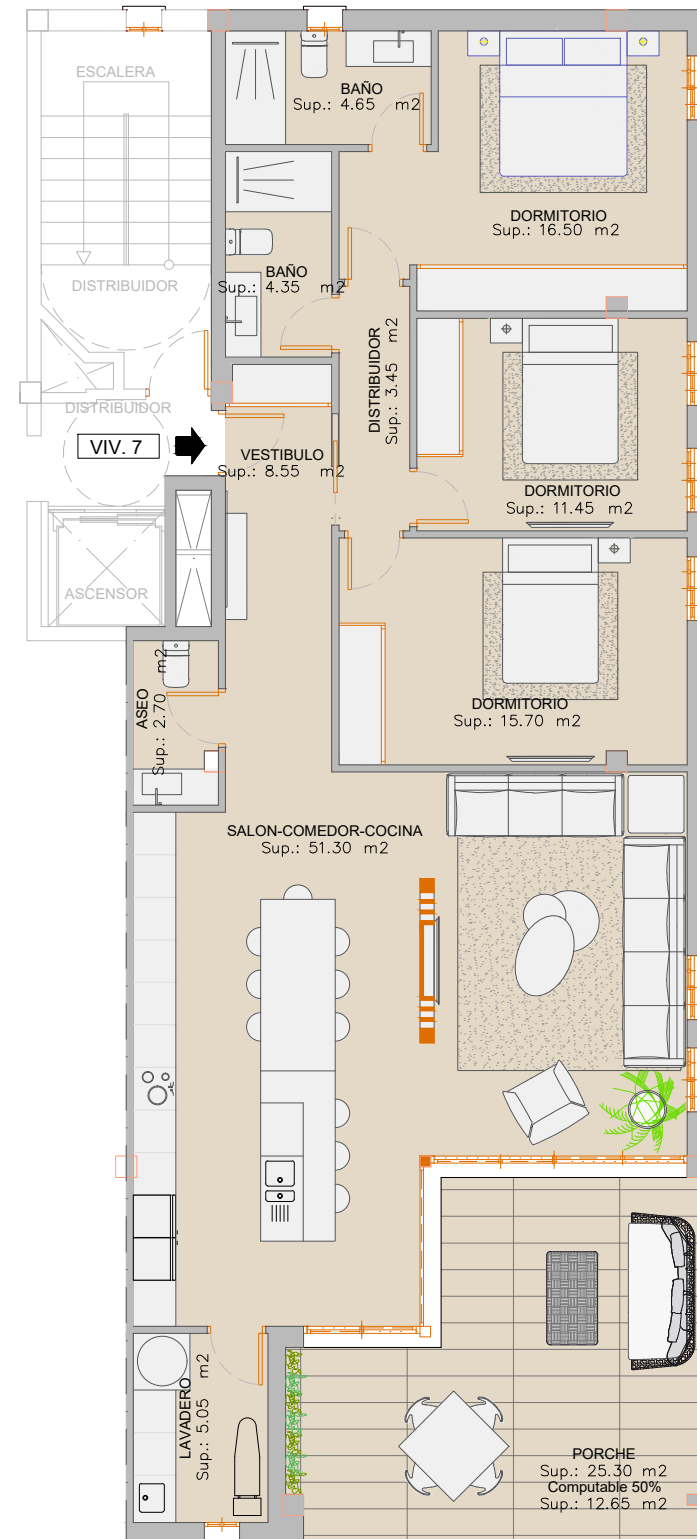 ESCALERA
BAÑO
Sup.: 4.65 m2
DORMITORIO
Sup.: 16.50 m2
BAÑO
Sup.: 4.35 m2
DISTRIBUIDOR
DISTRIBUIDOR
Sup.: 3.45 m2
DISTRIBUIDOR
VIV. 7
VESTIBULO
Sup.: 8.55 m2
DORMITORIO
Sup.: 11.45 m2
ASCENSOR
ASEO
Sup.: 2.70 m2
DORMITORIO
Sup.: 15.70 m2
SALON-COMEDOR-COCINA
Sup.: 51.30 m2
LAVADERO
Sup.: 5.05 m2
PORCHE
Sup.: 25.30 m2
Computable 50%
Sup.: 12.65 m2